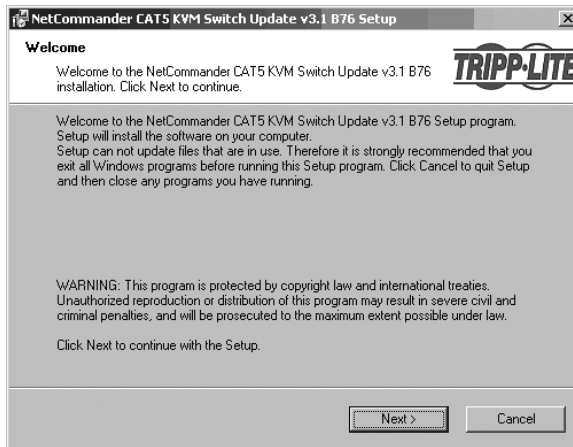 NetCommander CAT5 KVM Switch Update v3.1 B76 Setup
Welcome
Welcome to the NetCommander CAT5 KVM Switch Update v3.1 B76
installation. Click Next to continue.
TRIPP·LITE
Welcome to the NetCommander CAT5 KVM Switch Update v3.1 B76 Setup program.
Setup will install the software on your computer.
Setup can not update files that are in use. Therefore it is strongly recommended that you
exit all Windows programs before running this Setup program. Click Cancel to quit Setup
and then close any programs you have running.
WARNING: This program is protected by copyright law and international treaties.
Unauthorized reproduction or distribution of this program may result in severe civil and
criminal penalties, and will be prosecuted to the maximum extent possible under law.
Click Next to continue with the Setup.
Next >
Cancel